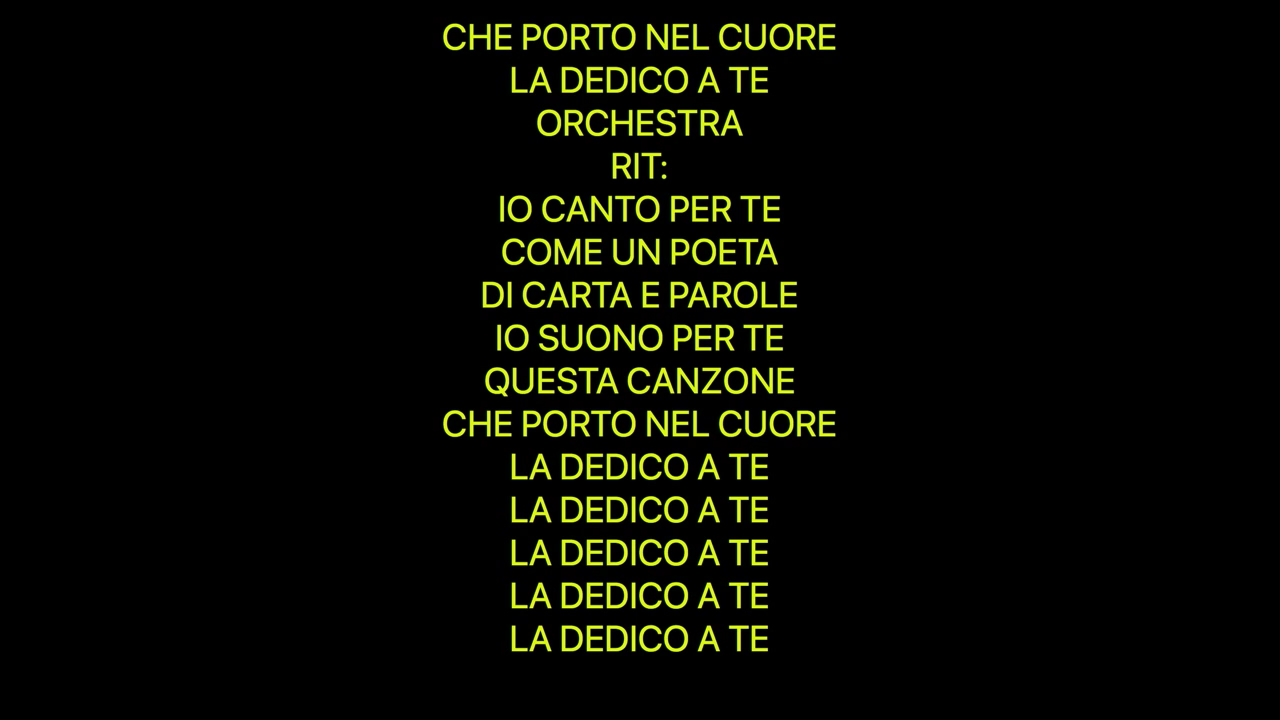 CHE PORTO NEL CUORE
LA DEDICO A TE
ORCHESTRA
RIT:
IO CANTO PER TE
COME UN POETA
DI CARTA E PAROLE
IO SUONO PER TE
QUESTA CANZONE
CHE PORTO NEL CUORE
LA DEDICO A TE
LA DEDICO A TE
LA DEDICO A TE
LA DEDICO A TE
LA DEDICO A TE